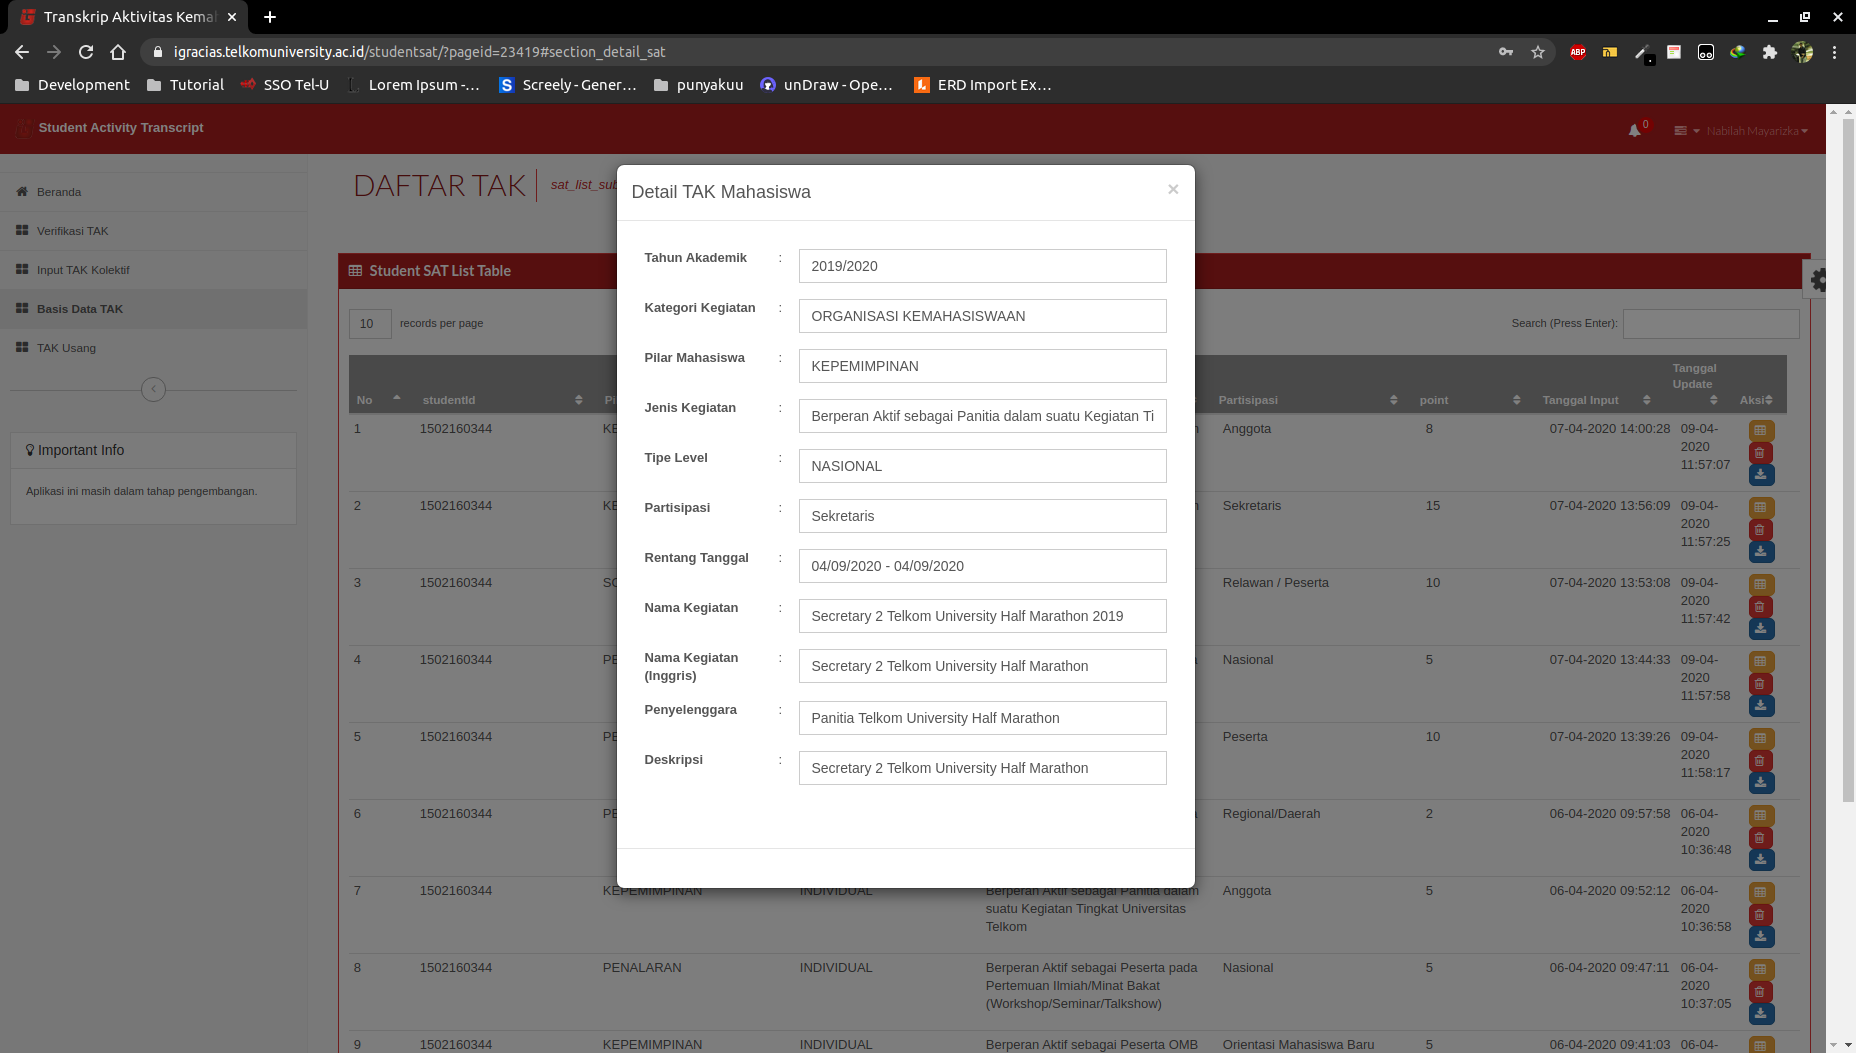 Transkrip Aktivitas Kemah
igracias.telkomuniversity.ac.id/studentsat/?pageid=23419#section_detail_sat
ABP
Development
Tutorial
SSO Tel-U
Lorem Ipsum -...
Screely - Gener...
punyakuu
unDraw - Ope...
ERD Import Ex...
Student Activity Transcript
0
Nabilah Mayarizka
Beranda
Verifikasi TAK
Input TAK Kolektif
Basis Data TAK
TAK Usang
Important Info
Aplikasi ini masih dalam tahap pengembangan.
DAFTAR TAK
sat_list_sub
Student SAT List Table
10 records per page
Search (Press Enter):
Detail TAK Mahasiswa ×
Tahun Akademik : 2019/2020
Kategori Kegiatan : ORGANISASI KEMAHASISWAAN
Pilar Mahasiswa : KEPEMIMPINAN
Jenis Kegiatan : Berperan Aktif sebagai Panitia dalam suatu Kegiatan Ti
Tipe Level : NASIONAL
Partisipasi : Sekretaris
Rentang Tanggal : 04/09/2020 - 04/09/2020
Nama Kegiatan : Secretary 2 Telkom University Half Marathon 2019
Nama Kegiatan (Inggris) : Secretary 2 Telkom University Half Marathon
Penyelenggara : Panitia Telkom University Half Marathon
Deskripsi : Secretary 2 Telkom University Half Marathon
No studentId Pi Partisipasi point Tanggal Input Tanggal Update Aksi
1 1502160344 KE Anggota 8 07-04-2020 14:00:28 09-04-2020 11:57:07
2 1502160344 KE Sekretaris 15 07-04-2020 13:56:09 09-04-2020 11:57:25
3 1502160344 SO Relawan / Peserta 10 07-04-2020 13:53:08 09-04-2020 11:57:42
4 1502160344 PE Nasional 5 07-04-2020 13:44:33 09-04-2020 11:57:58
5 1502160344 PE Peserta 10 07-04-2020 13:39:26 09-04-2020 11:58:17
6 1502160344 PE Regional/Daerah 2 06-04-2020 09:57:58 06-04-2020 10:36:48
7 1502160344 KEPEMIMPINAN INDIVIDUAL Berperan Aktif sebagai Panitia dalam suatu Kegiatan Tingkat Universitas Telkom Anggota 5 06-04-2020 09:52:12 06-04-2020 10:36:58
8 1502160344 PENALARAN INDIVIDUAL Berperan Aktif sebagai Peserta pada Pertemuan Ilmiah/Minat Bakat (Workshop/Seminar/Talkshow) Nasional 5 06-04-2020 09:47:11 06-04-2020 10:37:05
9 1502160344 KEPEMIMPINAN INDIVIDUAL Berperan Aktif sebagai Peserta OMB Orientasi Mahasiswa Baru 5 06-04-2020 09:41:03 06-04-